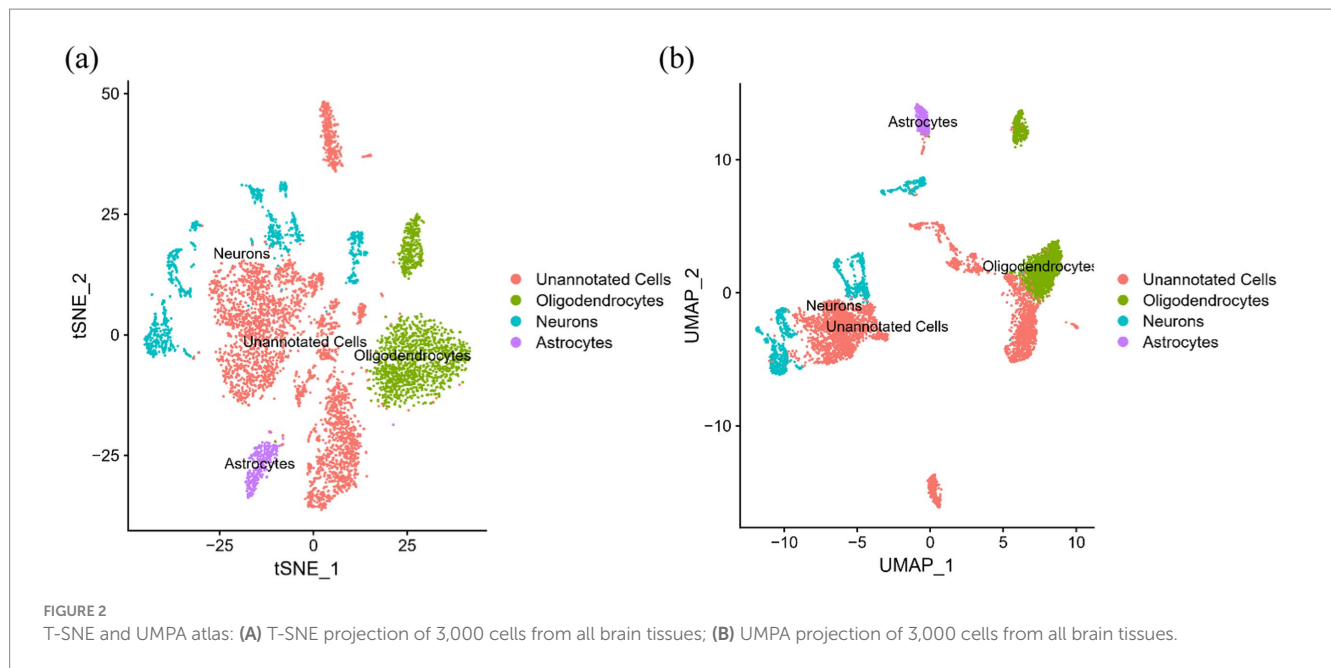 (a)
50
25
0
−25
tSNE_2
−25
0
25
tSNE_1
Neurons
Unannotated Cells
Oligodendrocytes
Astrocytes
Unannotated Cells
Oligodendrocytes
Neurons
Astrocytes
(b)
10
0
−10
UMAP_2
−10
−5
0
5
10
UMAP_1
Astrocytes
Oligodendrocytes
Neurons
Unannotated Cells
Unannotated Cells
Oligodendrocytes
Neurons
Astrocytes
FIGURE 2
T-SNE and UMPA atlas: (A) T-SNE projection of 3,000 cells from all brain tissues; (B) UMPA projection of 3,000 cells from all brain tissues.